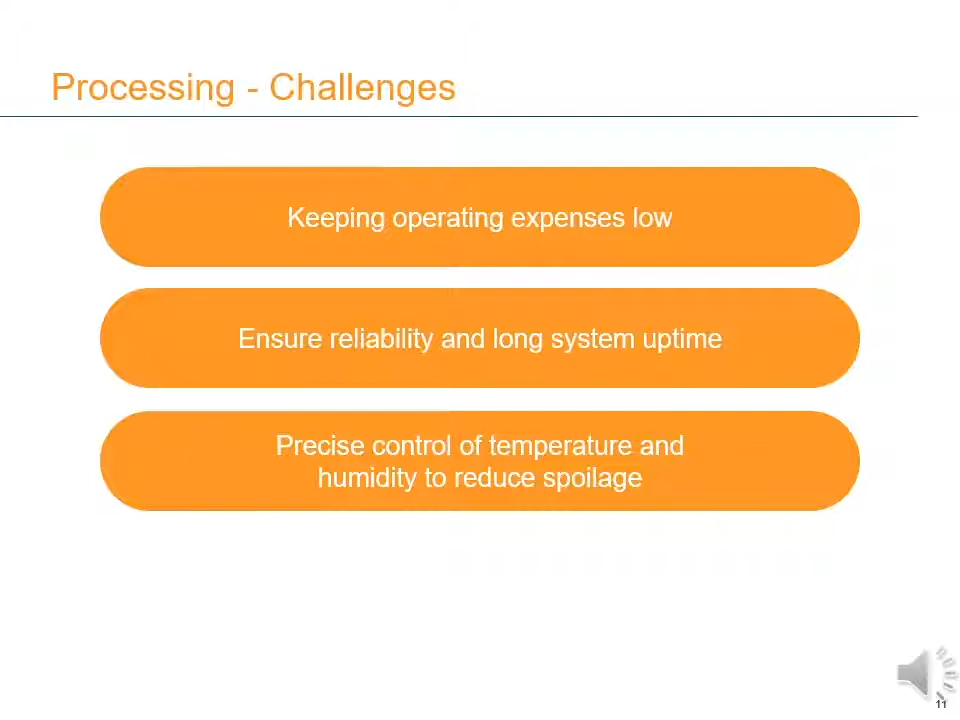 Processing - Challenges
Keeping operating expenses low
Ensure reliability and long system uptime
Precise control of temperature and
humidity to reduce spoilage
11